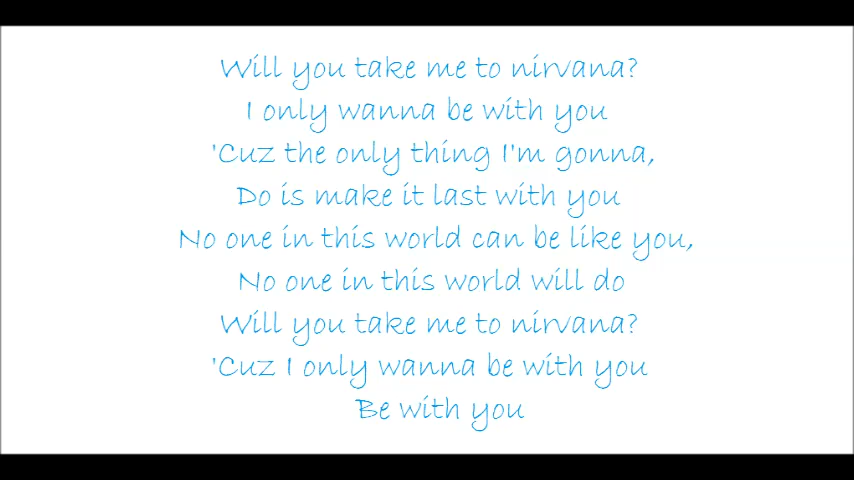 Will you take me to nirvana?
I only wanna be with you
'Cuz the only thing I'm gonna,
Do is make it last with you
No one in this world can be like you,
No one in this world will do
Will you take me to nirvana?
'Cuz I only wanna be with you
Be with you